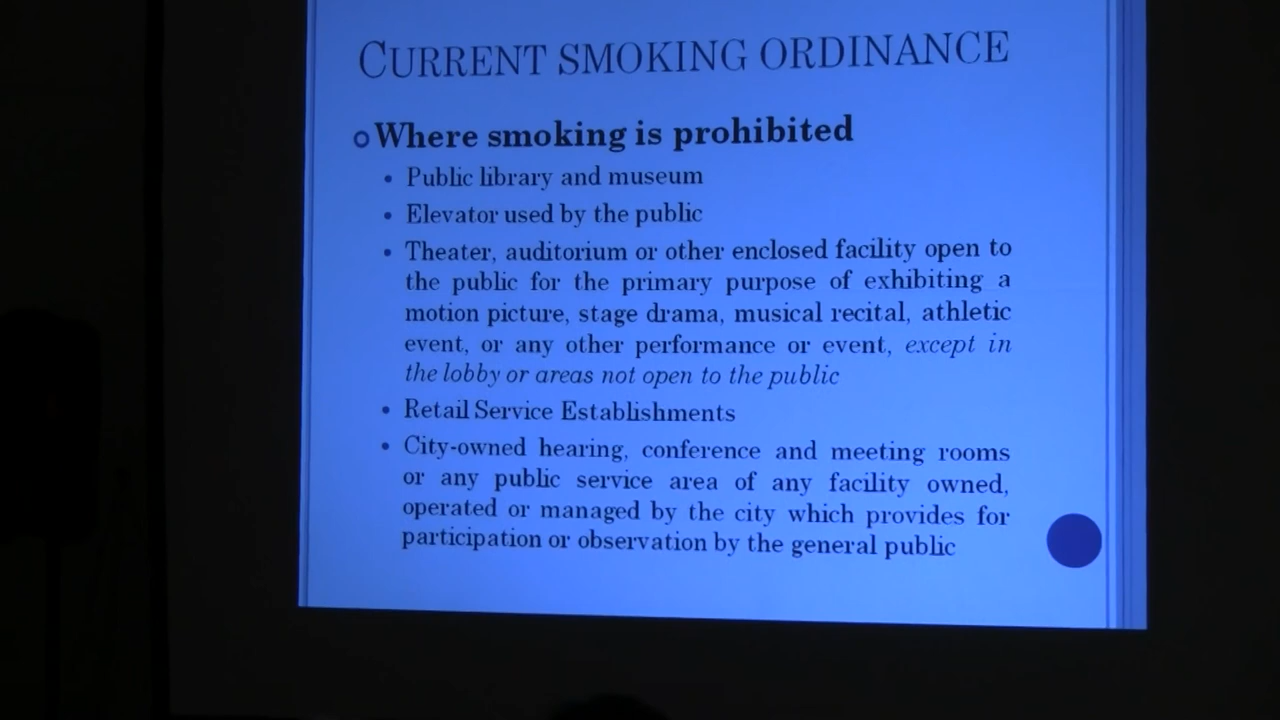 CURRENT SMOKING ORDINANCE
Where smoking is prohibited
• Public library and museum
• Elevator used by the public
• Theater, auditorium or other enclosed facility open to
the public for the primary purpose of exhibiting a
motion picture, stage drama, musical recital, athletic
event, or any other performance or event, except in
the lobby or areas not open to the public
• Retail Service Establishments
• City-owned hearing, conference and meeting rooms
or any public service area of any facility owned,
operated or managed by the city which provides for
participation or observation by the general public